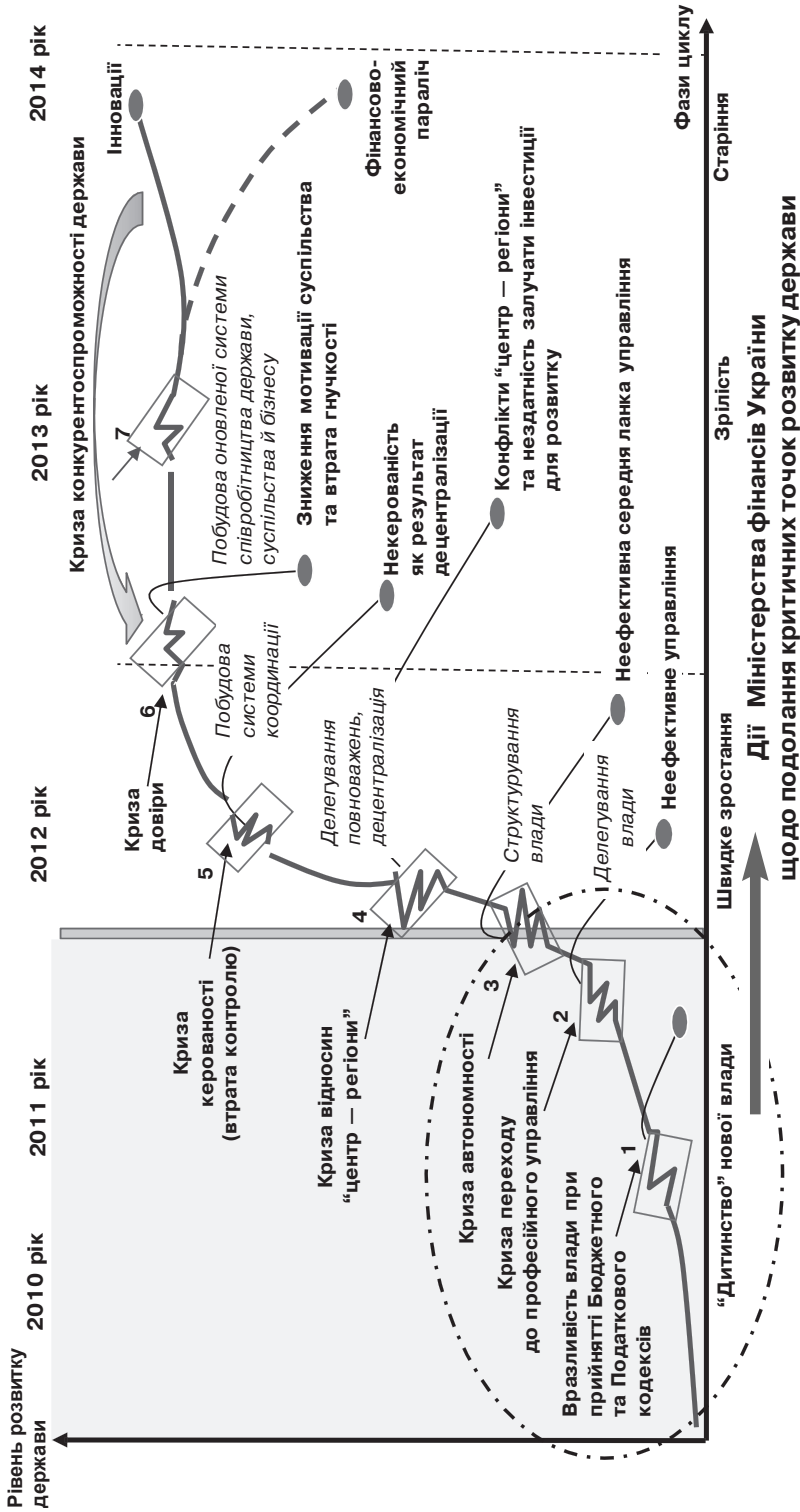 Рівень розвитку
держави
2010 рік
2011 рік
2012 рік
2013 рік
2014 рік
Криза конкурентоспроможності держави
Інновації
Фінансово-
економічний
параліч
7
Побудова оновленої системи
співробітництва держави,
суспільства й бізнесу
Зниження мотивації суспільства
та втрата гнучкості
6
Криза
довіри
Побудова
системи
координації
Некерованість
як результат
децентралізації
5
Криза
керованості
(втрата контролю)
Делегування
повноважень,
децентралізація
Конфлікти “центр — регіони”
та нездатність залучати інвестиції
для розвитку
4
Криза відносин
“центр — регіони”
Структурування
влади
Неефективна середня ланка управління
3
Криза автономності
Делегування
влади
Неефективне управління
2
Криза переходу
до професійного управління
1
Вразливість влади при
прийнятті Бюджетного
та Податкового
кодексів
Фази циклу
“Дитинство” нової влади
Швидке зростання
Зрілість
Старіння
Дії Міністерства фінансів України
щодо подолання критичних точок розвитку держави